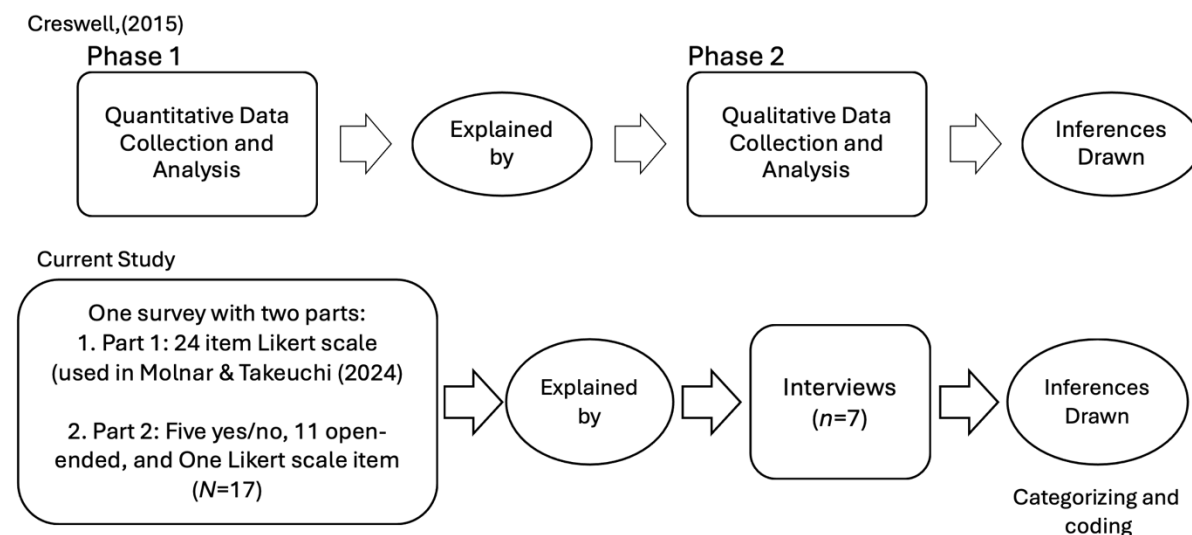 Creswell,(2015)
Phase 1
Quantitative Data
Collection and
Analysis
Explained
by
Phase 2
Qualitative Data
Collection and
Analysis
Inferences
Drawn
Current Study
One survey with two parts:
1. Part 1: 24 item Likert scale
(used in Molnar & Takeuchi (2024)
2. Part 2: Five yes/no, 11 open-
ended, and One Likert scale item
(N=17)
Explained
by
Interviews
(n=7)
Inferences
Drawn
Categorizing and
coding